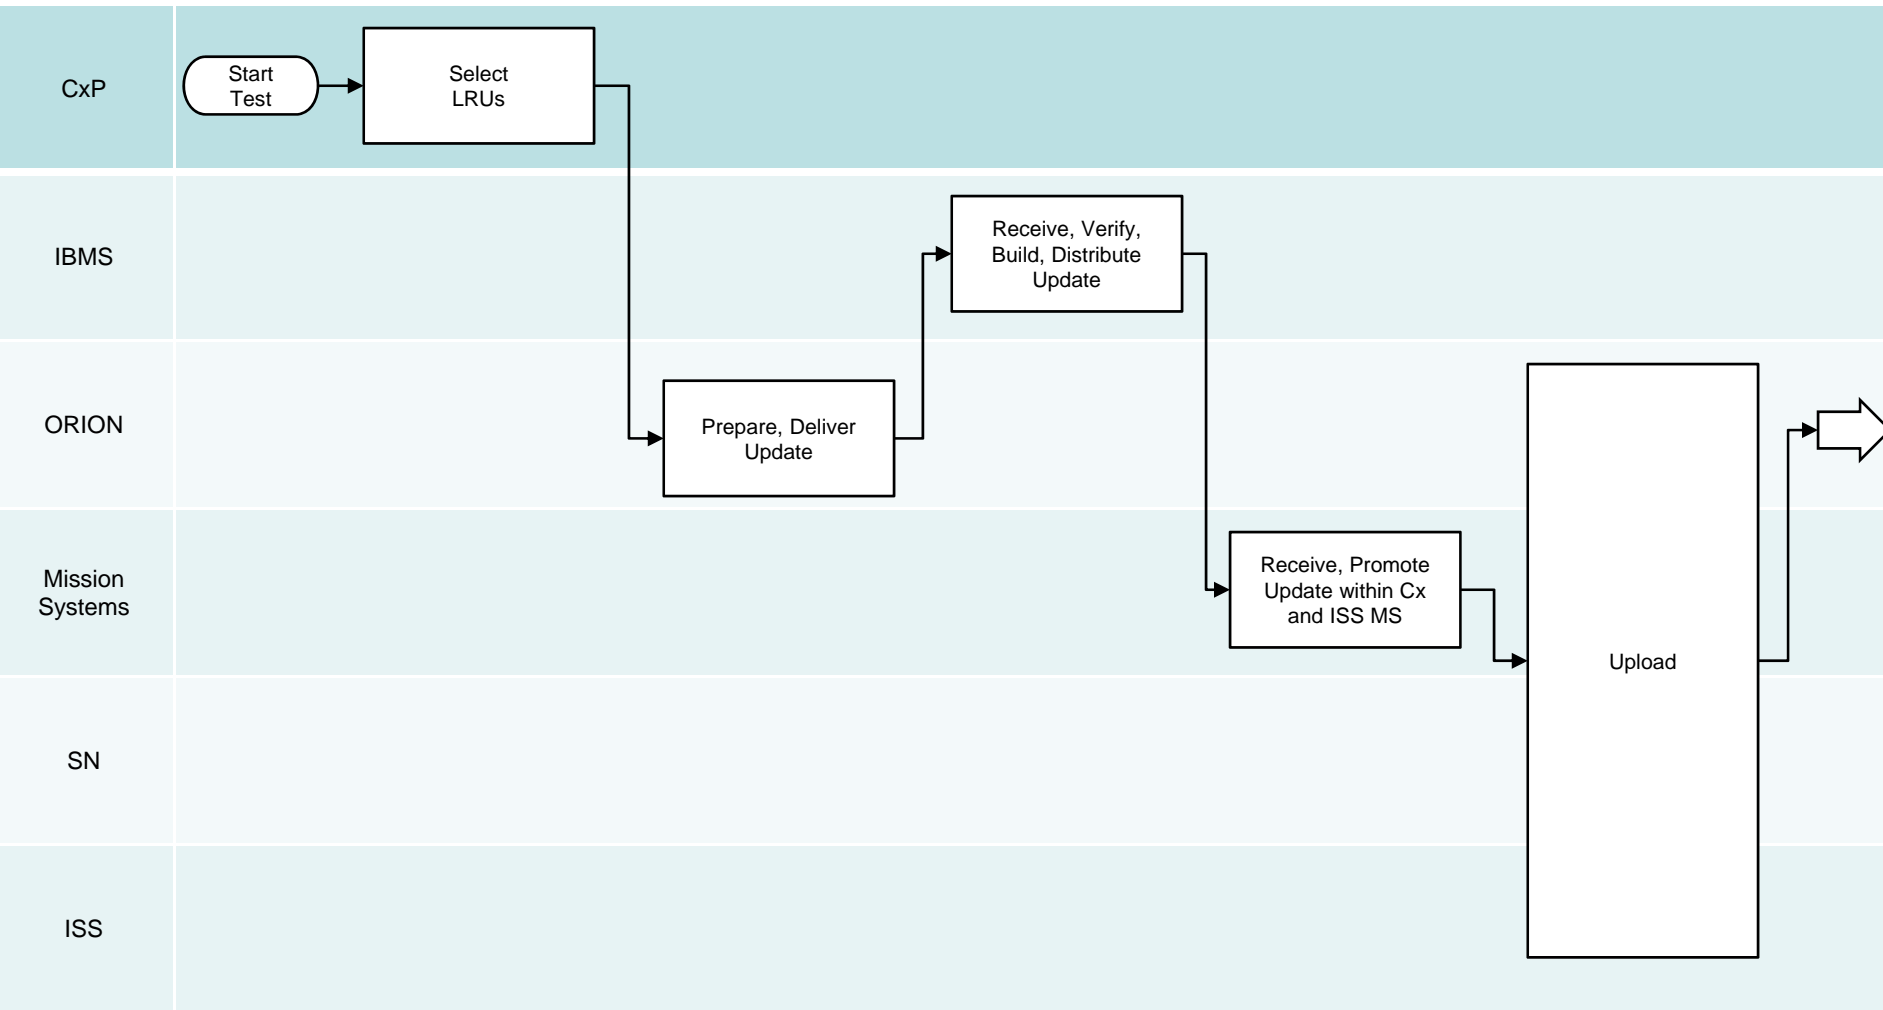 CxP
Start
Test
Select
LRUs
IBMS
Receive, Verify,
Build, Distribute
Update
ORION
Prepare, Deliver
Update
Mission
Systems
Receive, Promote
Update within Cx
and ISS MS
Upload
SN
ISS